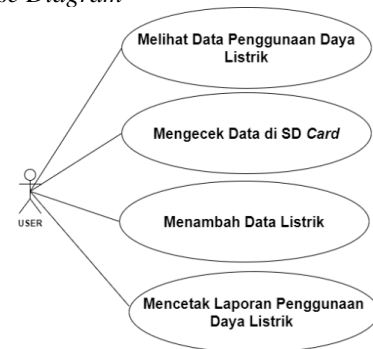 Diagram
Melihat Data Penggunaan Daya
Listrik
Mengecek Data di SD Card
USER
Menambah Data Listrik
Mencetak Laporan Penggunaan
Daya Listrik